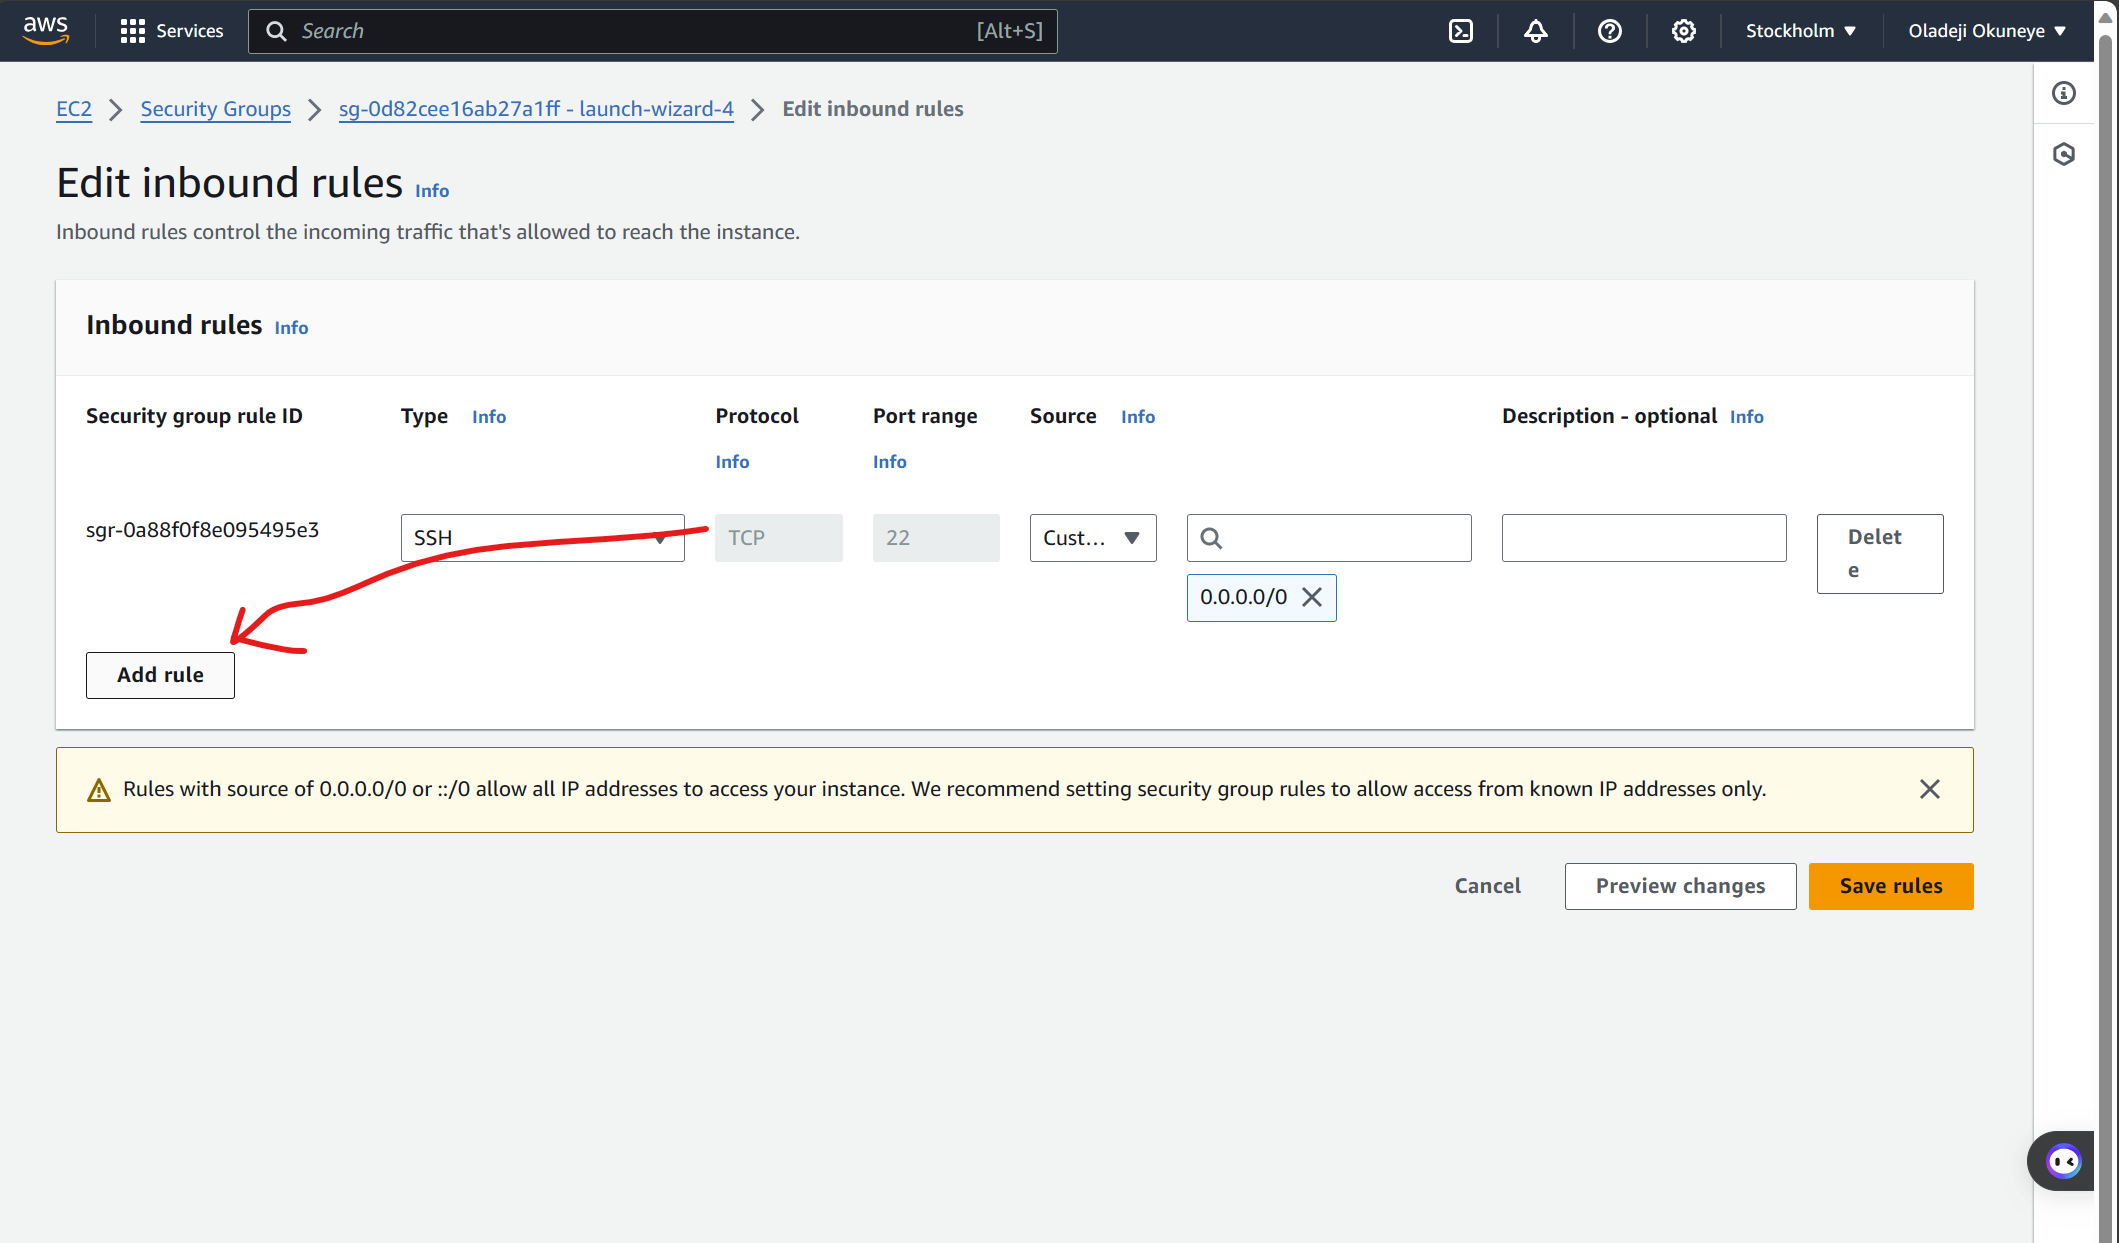 aws Services Search [Alt+S] Stockholm Oladeji Okuneye
EC2 Security Groups sg-0d82cee16ab27a1ff - launch-wizard-4 Edit inbound rules
Edit inbound rules Info
Inbound rules control the incoming traffic that's allowed to reach the instance.
Inbound rules Info
Security group rule ID Type Info Protocol Port range Source Info Description - optional Info
Info Info
sgr-0a88f0f8e095495e3 SSH TCP 22 Cust... Delet
e
0.0.0.0/0
Add rule
Rules with source of 0.0.0.0/0 or ::/0 allow all IP addresses to access your instance. We recommend setting security group rules to allow access from known IP addresses only.
Cancel Preview changes Save rules